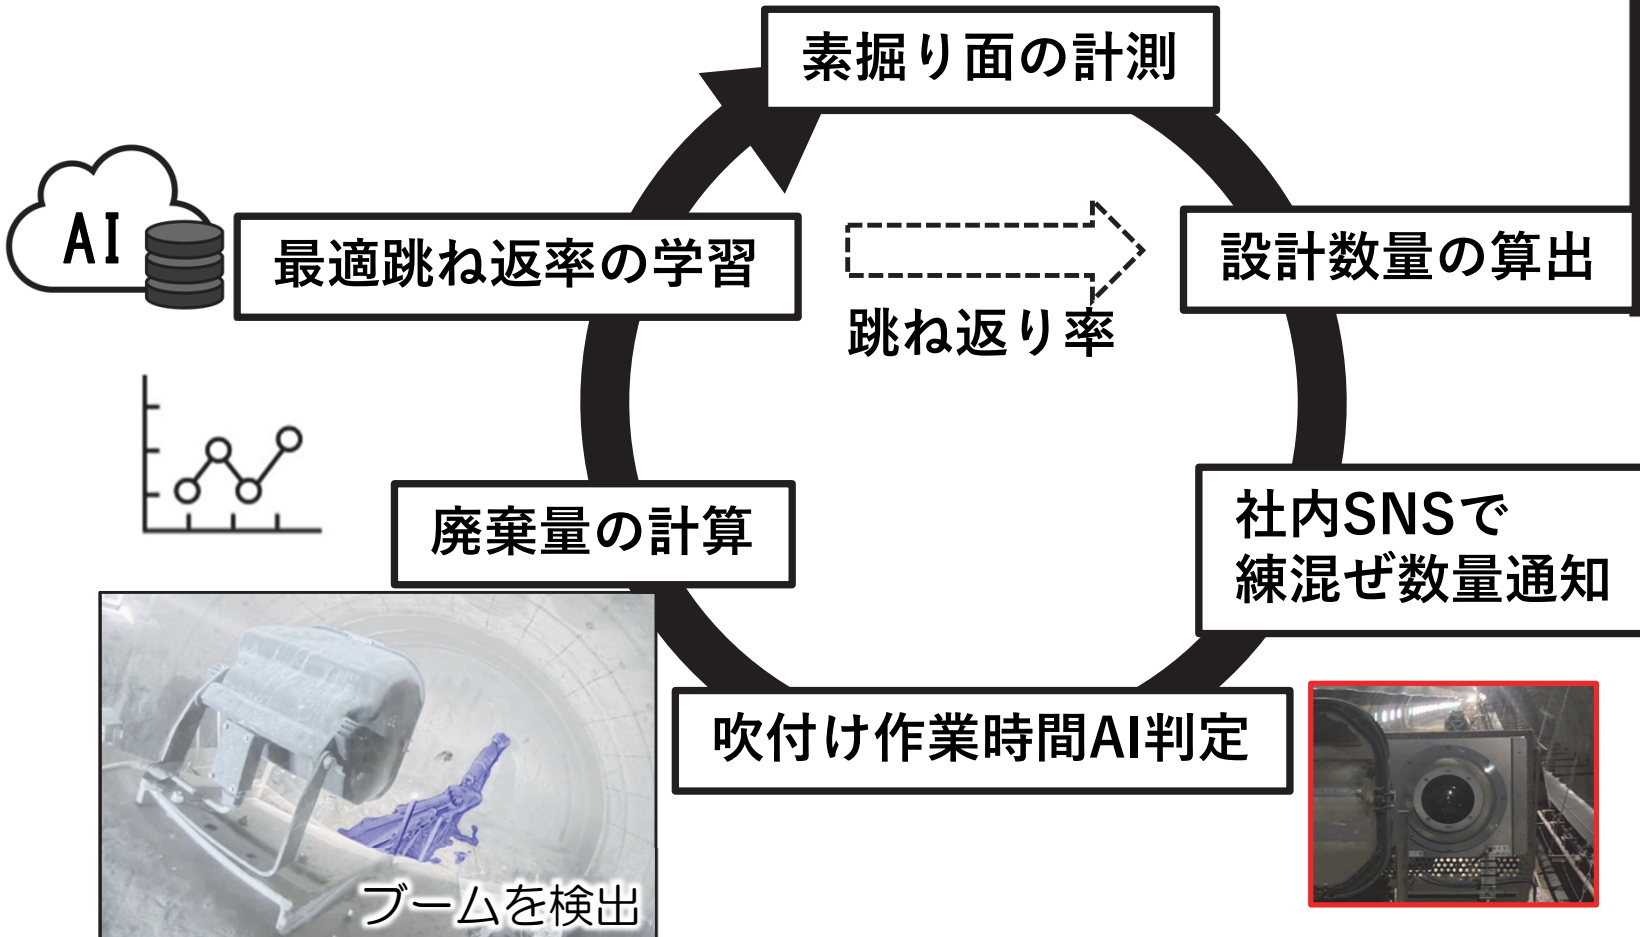 素掘り面の計測
AI
最適跳ね返率の学習
設計数量の算出
跳ね返り率
廃棄量の計算
社内SNSで
練混ぜ数量通知
吹付け作業時間AI判定
ブームを検出